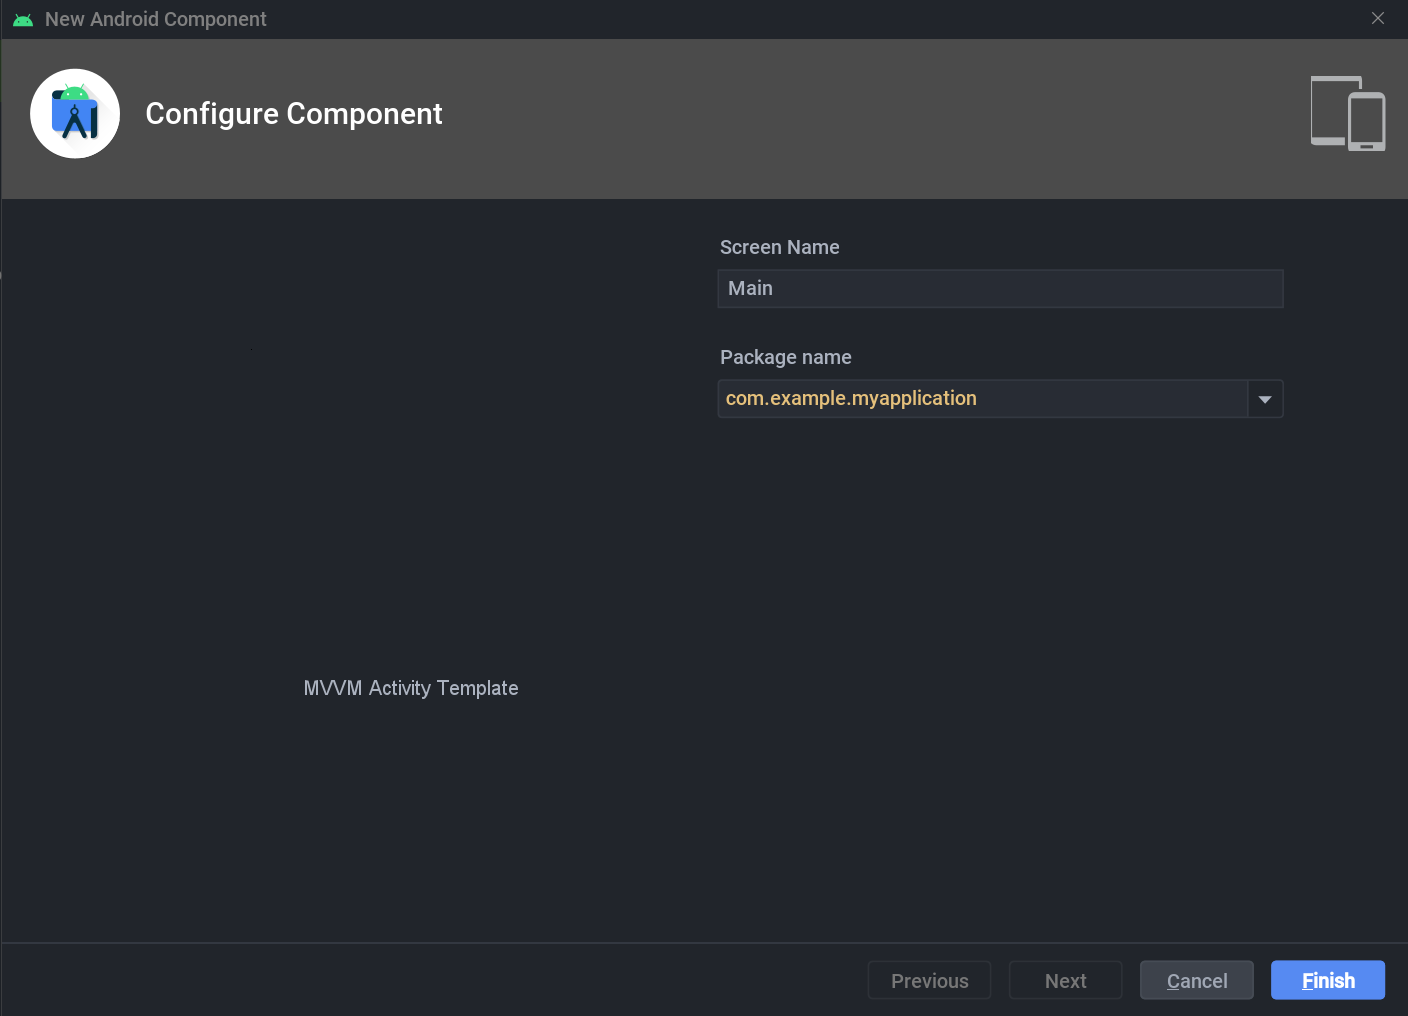 New Android Component
Configure Component
Screen Name
Main
Package name
com.example.myapplication
MVVM Activity Template
Previous
Next
Cancel
Finish